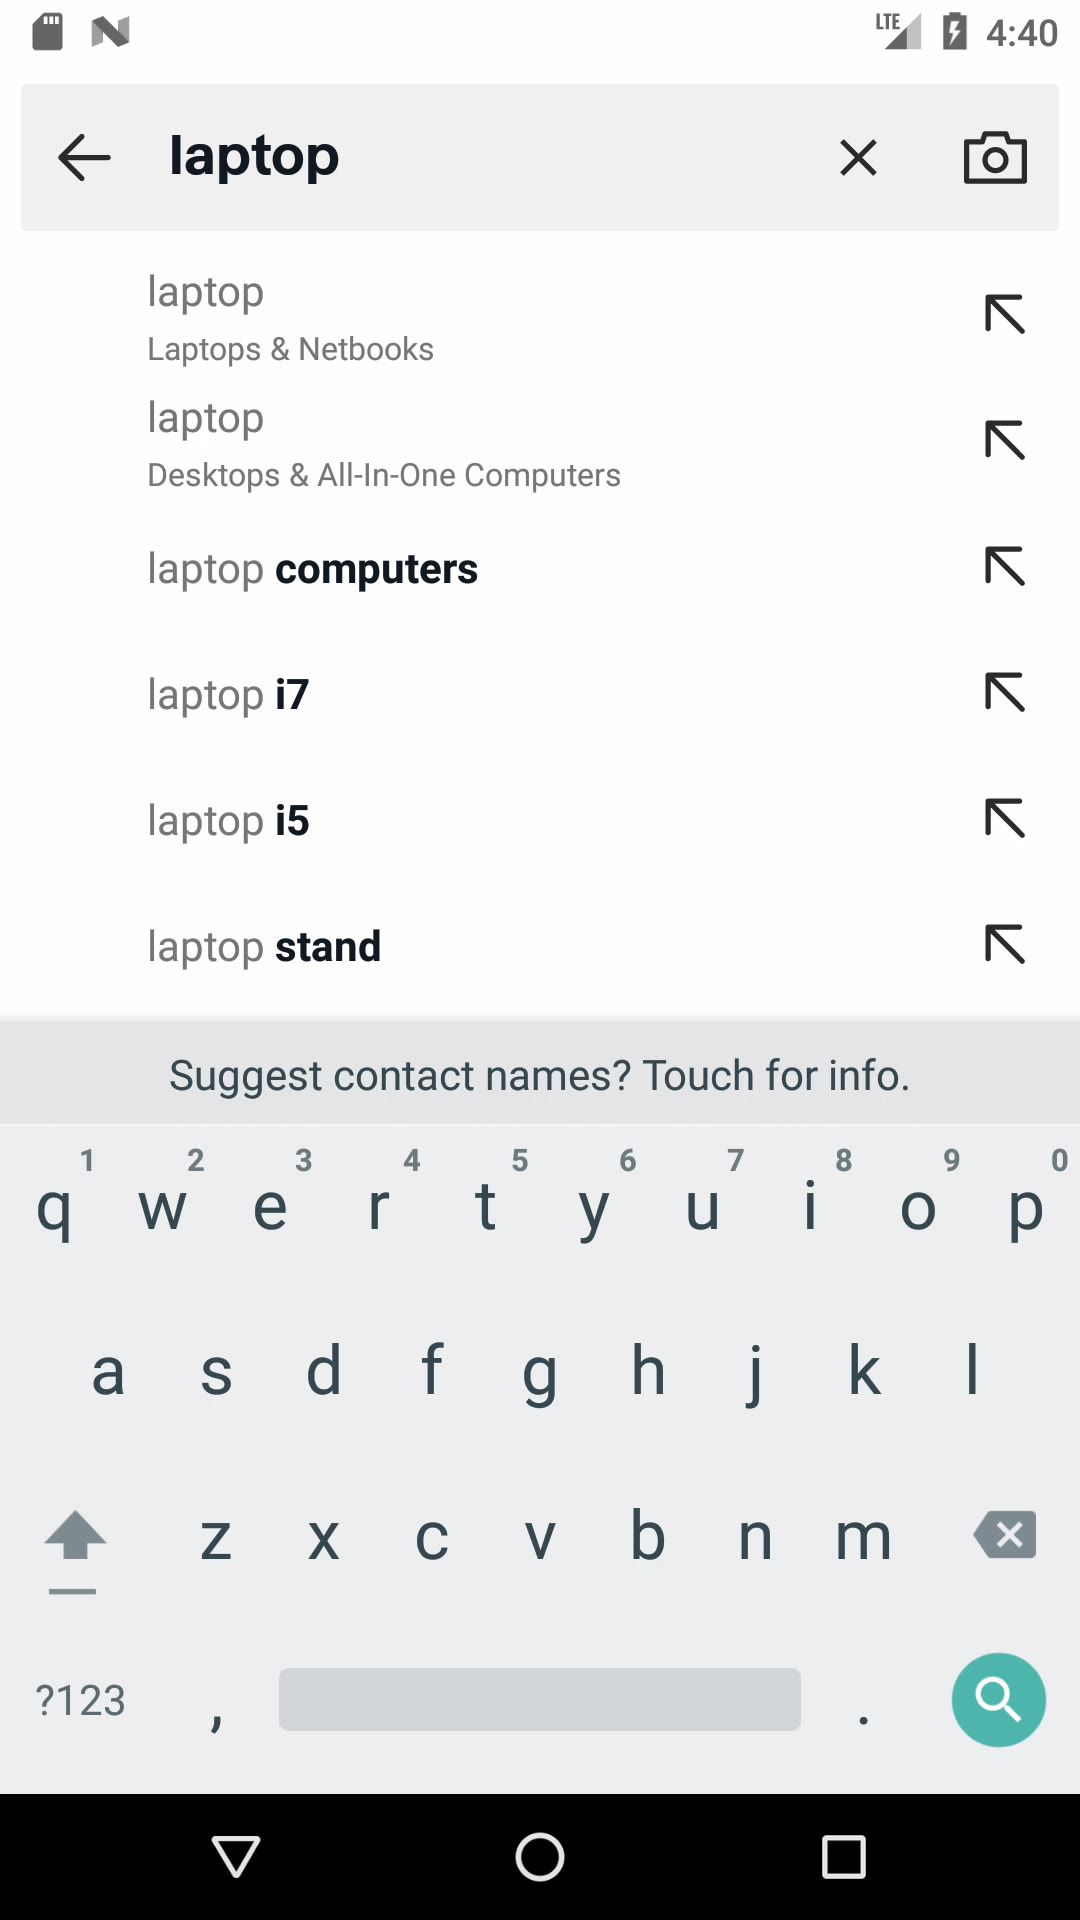 LTE 4:40
laptop
laptop
Laptops & Netbooks
laptop
Desktops & All-In-One Computers
laptop computers
laptop i7
laptop i5
laptop stand
Suggest contact names? Touch for info.
1 2 3 4 5 6 7 8 9 0
q w e r t y u i o p
a s d f g h j k l
z x c v b n m
?123 , .